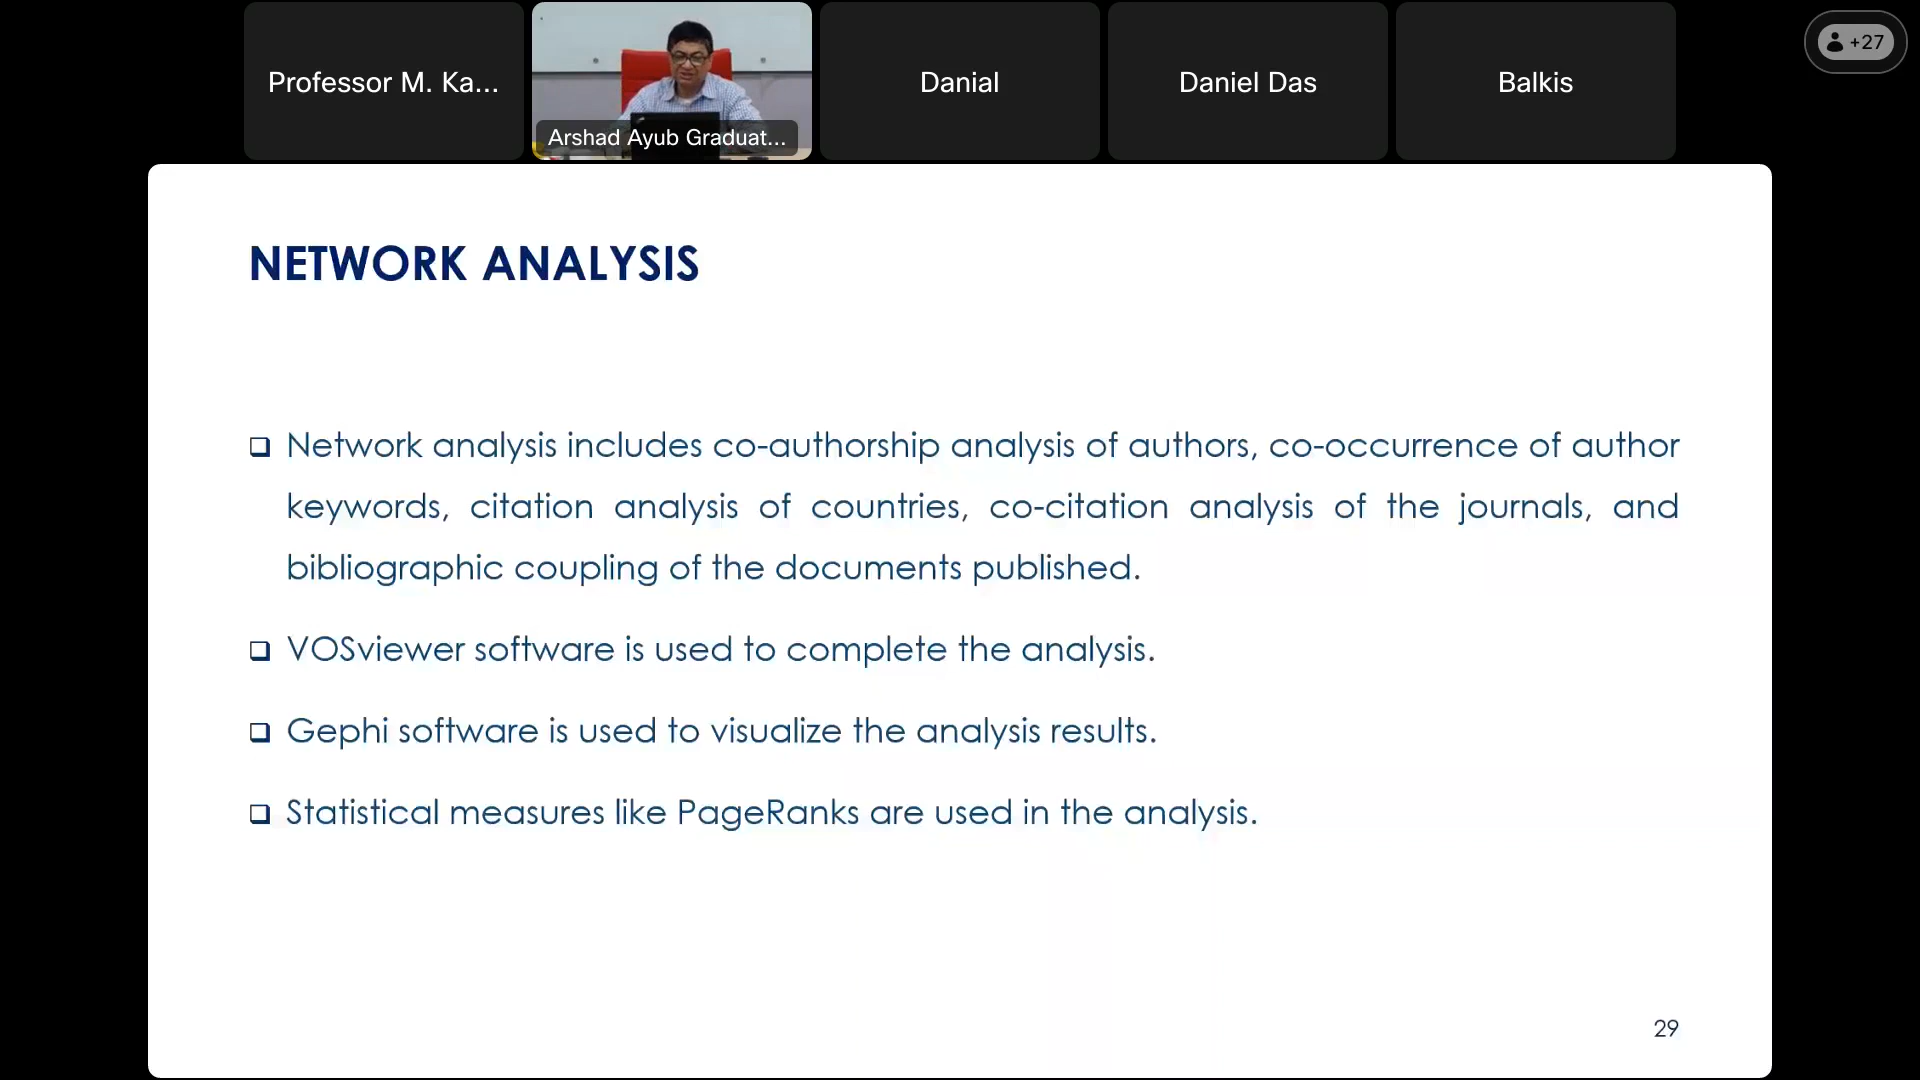 Professor M. Ka...
Arshad Ayub Graduat...
Danial
Daniel Das
Balkis
+27
NETWORK ANALYSIS
❑ Network analysis includes co-authorship analysis of authors, co-occurrence of author
keywords, citation analysis of countries, co-citation analysis of the journals, and
bibliographic coupling of the documents published.
❑ VOSviewer software is used to complete the analysis.
❑ Gephi software is used to visualize the analysis results.
❑ Statistical measures like PageRanks are used in the analysis.
29